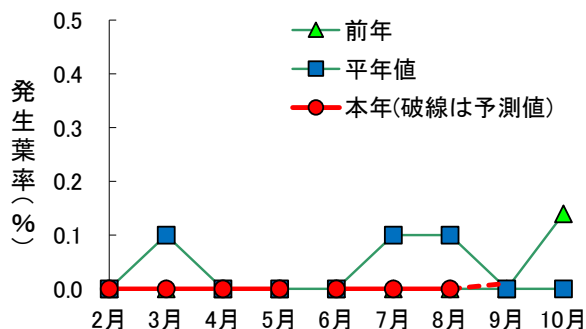 発生葉率(%)
0.5
0.4
0.3
0.2
0.1
0.0
前年
平年値
本年(破線は予測値)
2月 3月 4月 5月 6月 7月 8月 9月 10月